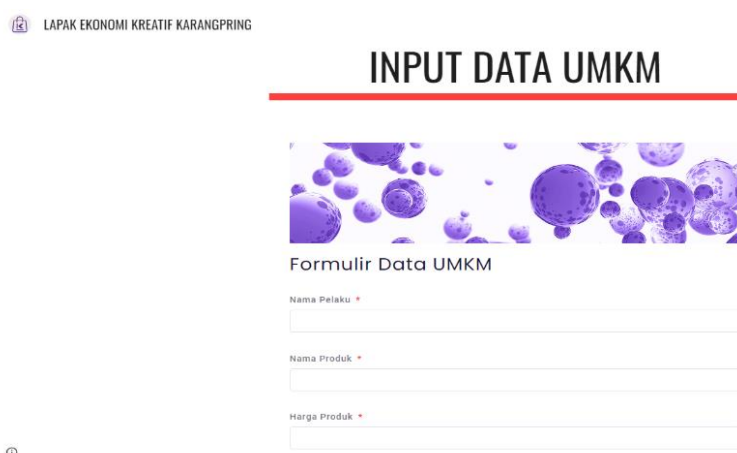 LAPAK EKONOMI KREATIF KARANGPRING
INPUT DATA UMKM
Formulir Data UMKM
Nama Pelaku *
Nama Produk *
Harga Produk *